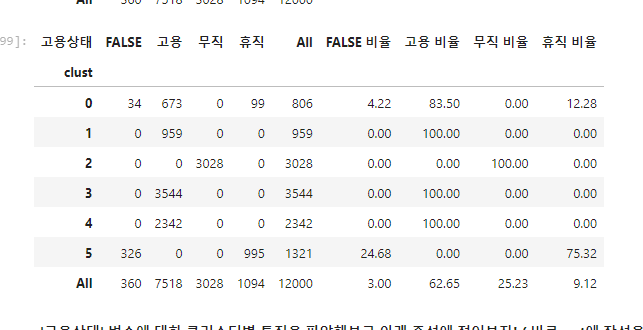 All 360 7518 3028 1094 12000
99]: 고용상태 FALSE 고용 무직 휴직 All FALSE 비율 고용 비율 무직 비율 휴직 비율
clust
0 34 673 0 99 806 4.22 83.50 0.00 12.28
1 0 959 0 0 959 0.00 100.00 0.00 0.00
2 0 0 3028 0 3028 0.00 0.00 100.00 0.00
3 0 3544 0 0 3544 0.00 100.00 0.00 0.00
4 0 2342 0 0 2342 0.00 100.00 0.00 0.00
5 326 0 0 995 1321 24.68 0.00 0.00 75.32
All 360 7518 3028 1094 12000 3.00 62.65 25.23 9.12